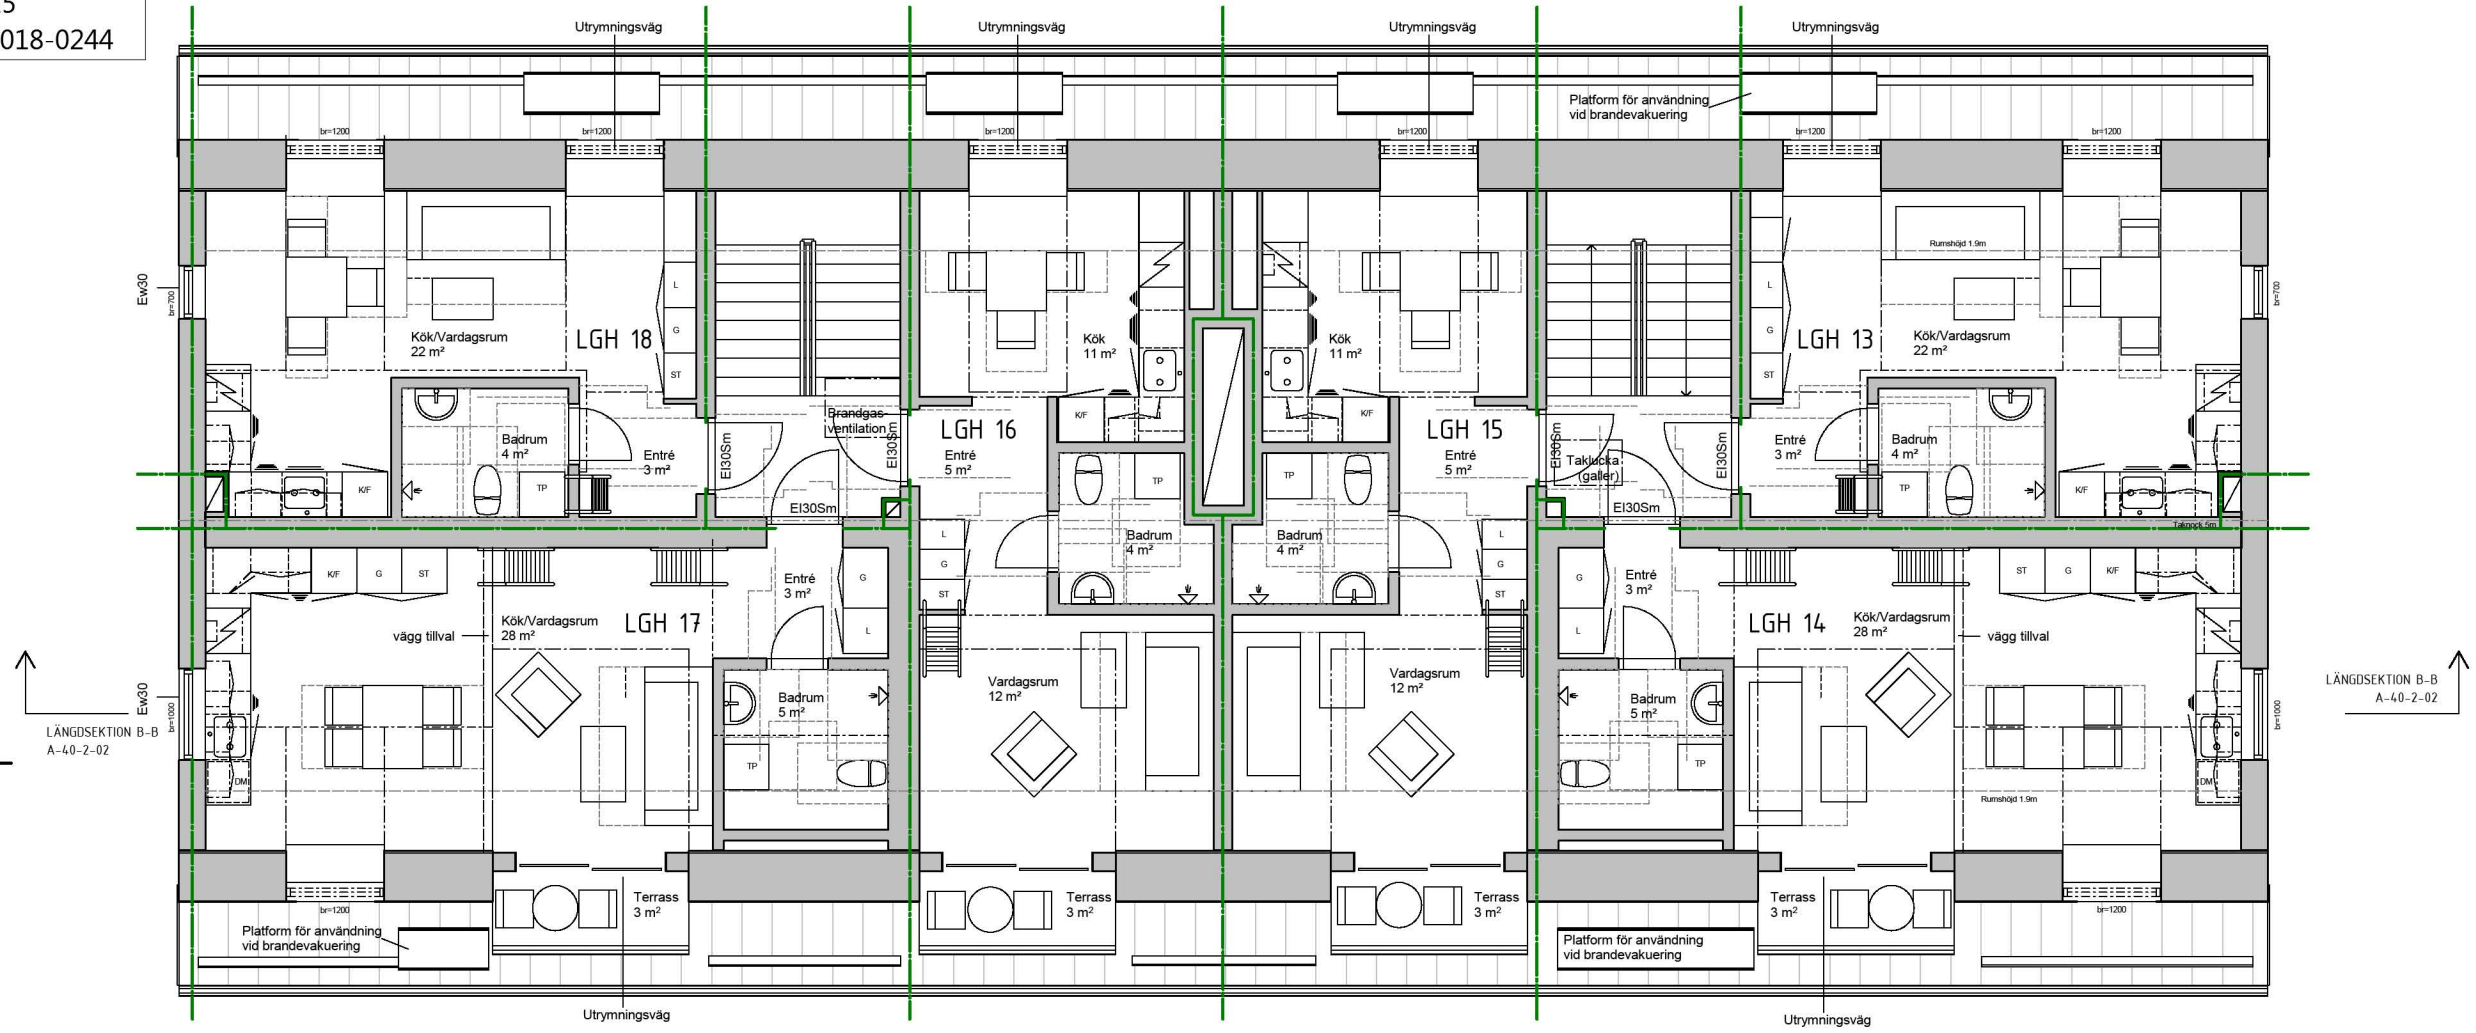 018-0244
Utrymningsväg
Utrymningsväg
Utrymningsväg
Utrymningsväg
Platform för användning
vid brandevakuering
br=1200
br=1200
br=1200
br=1200
br=1200
br=1200
Ew30
br=700
Kök/Vardagsrum
22 m²
LGH 18
L
G
ST
Badrum
4 m²
TP
K/F
Entré
3 m²
EI30Sm
Brandgas-
ventilation
EI30Sm
EI30Sm
LGH 16
Entré
5 m²
Kök
11 m²
K/F
TP
Badrum
4 m²
L
G
ST
Kök
11 m²
K/F
LGH 15
Entré
5 m²
TP
Badrum
4 m²
L
G
ST
EI30Sm
Taklucka
(galler)
EI30Sm
EI30Sm
L
G
ST
LGH 13
Rumshöjd 1.9m
Kök/Vardagsrum
22 m²
br=700
Entré
3 m²
Badrum
4 m²
TP
K/F
Taknock 5m
K/F
G
ST
Entré
3 m²
G
L
vägg tillval
Kök/Vardagsrum
28 m²
LGH 17
Ew30
br=1000
DM
Badrum
5 m²
TP
LÄNGDSEKTION B-B
A-40-2-02
Vardagsrum
12 m²
Vardagsrum
12 m²
G
L
Entré
3 m²
LGH 14
Kök/Vardagsrum
28 m²
vägg tillval
ST
G
K/F
Badrum
5 m²
TP
Rumshöjd 1.9m
DM
br=1000
LÄNGDSEKTION B-B
A-40-2-02
br=1200
Terrass
3 m²
Terrass
3 m²
Terrass
3 m²
Terrass
3 m²
br=1200
Platform för användning
vid brandevakuering
Platform för användning
vid brandevakuering
Utrymningsväg
Utrymningsväg